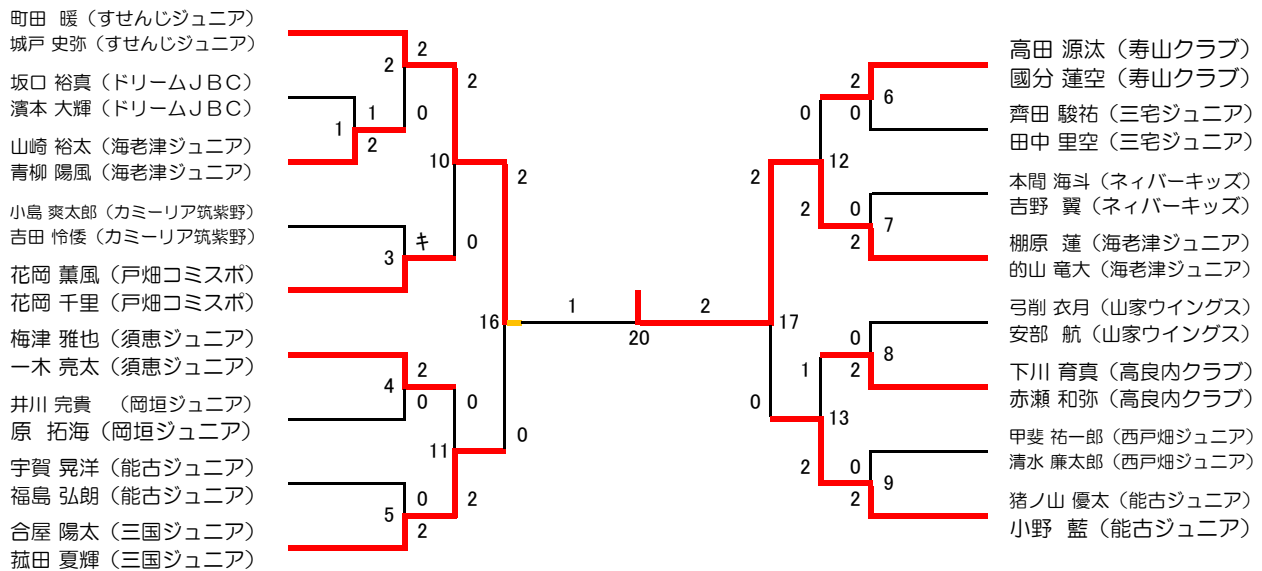 町田　暖（すせんじジュニア）
城戸 史弥（すせんじジュニア）
坂口 裕真（ドリームＪＢＣ）
濱本 大輝（ドリームＪＢＣ）
山崎 裕太（海老津ジュニア）
青柳 陽風（海老津ジュニア）
小島 爽太郎（カミーリア筑紫野）
吉田 怜倭（カミーリア筑紫野）
花岡 薫風（戸畑コミスポ）
花岡 千里（戸畑コミスポ）
梅津 雅也（須恵ジュニア）
一木 亮太（須恵ジュニア）
井川 完貴　（岡垣ジュニア）
原　拓海（岡垣ジュニア）
宇賀 晃洋（能古ジュニア）
福島 弘朗（能古ジュニア）
合屋 陽太（三国ジュニア）
菰田 夏輝（三国ジュニア）
2
2
2
1
0
1
2
10
2
キ
0
3
16
1
2
4
0
0
0
11
0
2
5
2
20
2
高田 源汰（寿山クラブ）
國分 蓮空（寿山クラブ）
齊田 駿祐（三宅ジュニア）
田中 里空（三宅ジュニア）
本間 海斗（ネィバーキッズ）
吉野　翼（ネィバーキッズ）
棚原　蓮（海老津ジュニア）
的山 竜大（海老津ジュニア）
弓削 衣月（山家ウイングス）
安部　航（山家ウイングス）
下川 育真（高良内クラブ）
赤瀬 和弥（高良内クラブ）
甲斐 祐一郎（西戸畑ジュニア）
清水 廉太郎（西戸畑ジュニア）
猪ノ山 優太（能古ジュニア）
小野　藍（能古ジュニア）
2
6
0
0
12
2
2
0
7
2
17
0
8
1
2
0
13
2
0
9
2